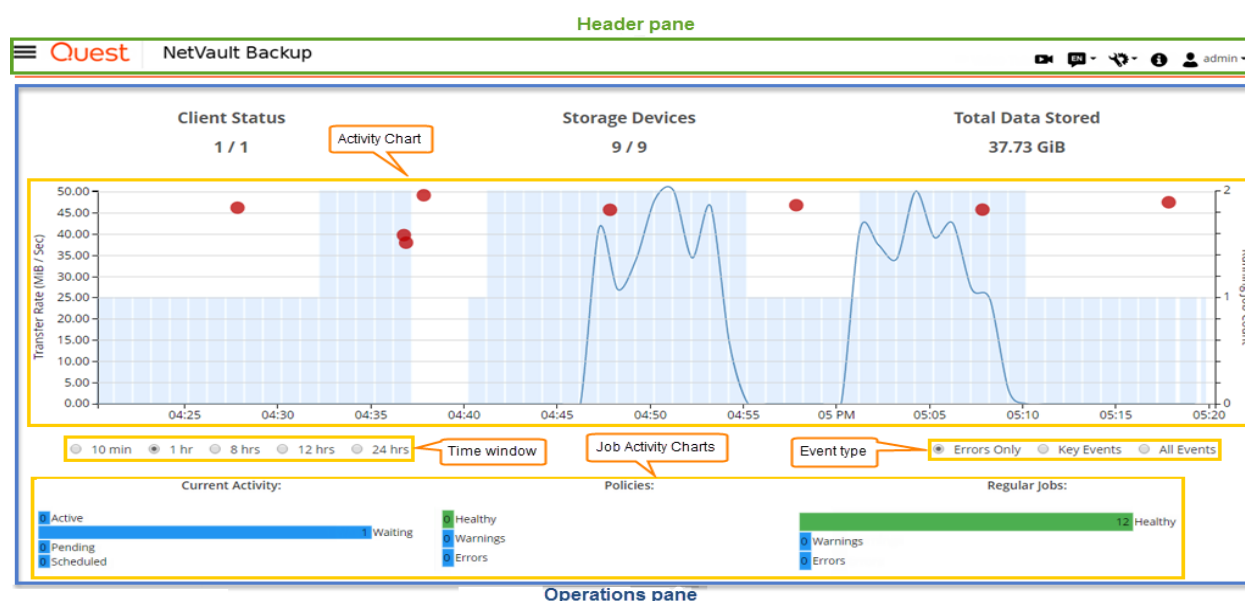 Header pane
Quest NetVault Backup
EN
admin
Client Status
1 / 1
Storage Devices
9 / 9
Total Data Stored
37.73 GiB
Activity Chart
Transfer Rate (MiB / Sec)
50.00
45.00
40.00
35.00
30.00
25.00
20.00
15.00
10.00
5.00
0.00
2
1
0
04:25 04:30 04:35 04:40 04:45 04:50 04:55 05 PM 05:05 05:10 05:15 05:20
10 min 1 hr 8 hrs 12 hrs 24 hrs
Time window
Job Activity Charts
Event type
Errors Only Key Events All Events
Current Activity:
0 Active
1 Waiting
0 Pending
0 Scheduled
Policies:
0 Healthy
0 Warnings
0 Errors
Regular Jobs:
12 Healthy
0 Warnings
0 Errors
Operations pane